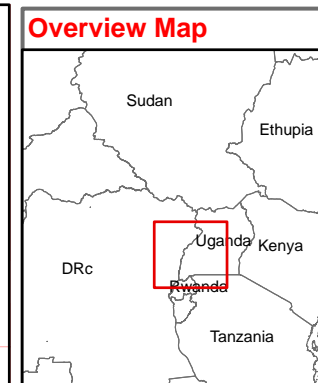 Overview Map
Sudan
Ethupia
Uganda
Kenya
DRc
Rwanda
Tanzania